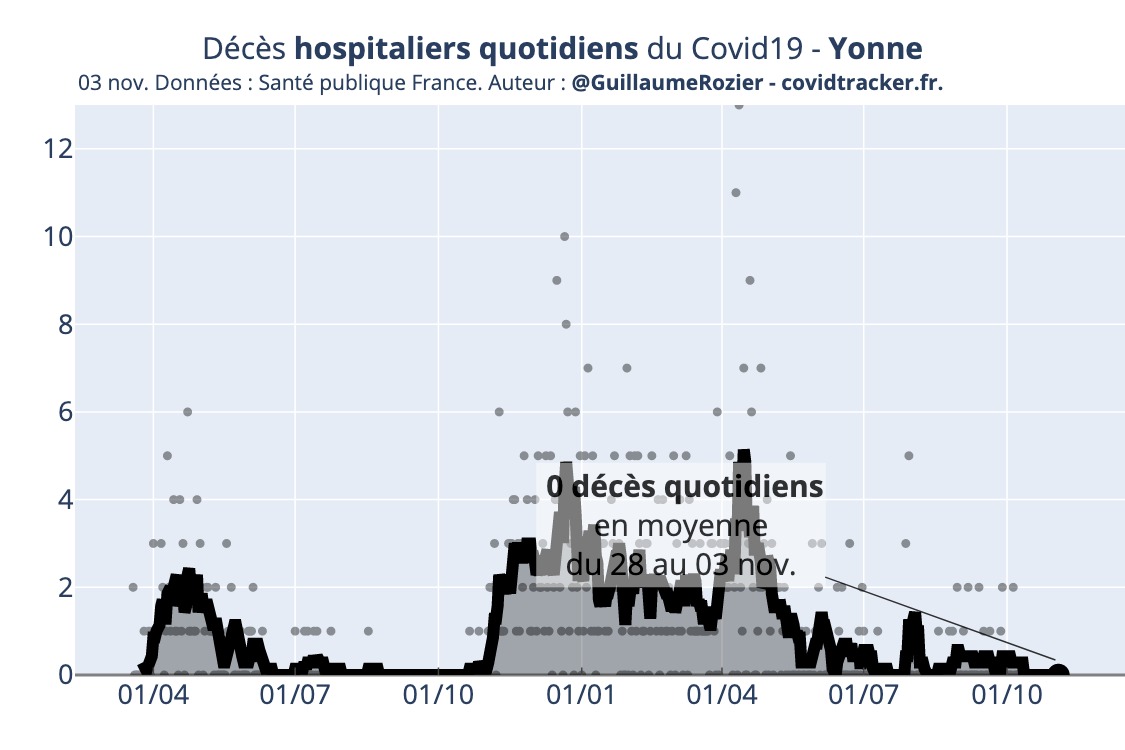 Décès hospitaliers quotidiens du Covid19 - Yonne
03 nov. Données : Santé publique France. Auteur : @GuillaumeRozier - covidtracker.fr.
12
10
8
6
4
2
0
0 décès quotidiens
en moyenne
du 28 au 03 nov.
01/04 01/07 01/10 01/01 01/04 01/07 01/10